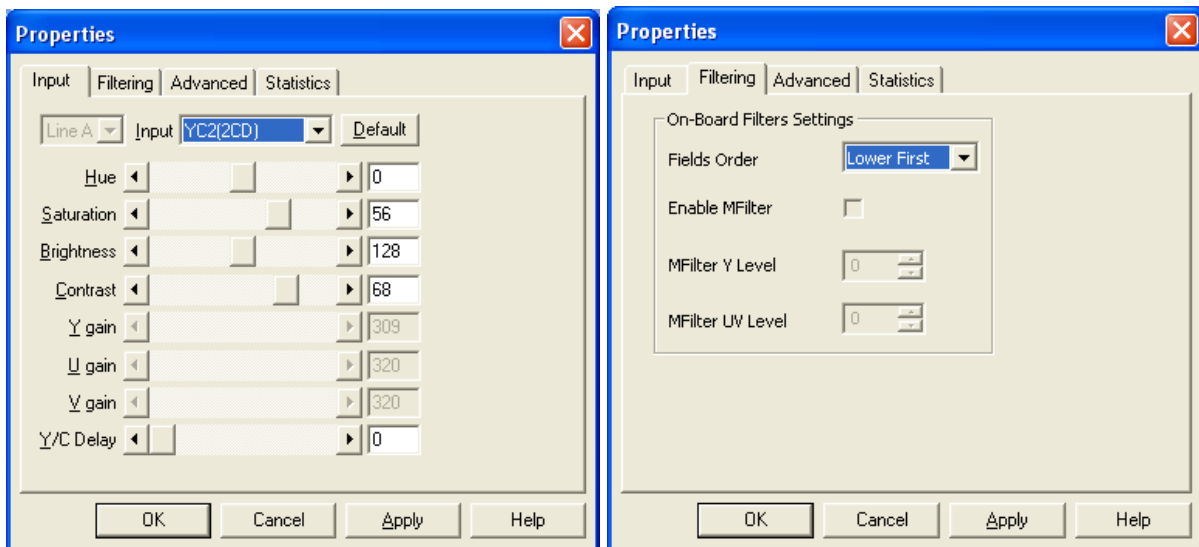 Properties
Input Filtering Advanced Statistics
Line A Input YC2(2CD) Default
Hue 0
Saturation 56
Brightness 128
Contrast 68
Y gain 309
U gain 320
V gain 320
Y/C Delay 0
OK Cancel Apply Help
Properties
Input Filtering Advanced Statistics
On-Board Filters Settings
Fields Order Lower First
Enable MFilter
MFilter Y Level 0
MFilter UV Level 0
OK Cancel Apply Help